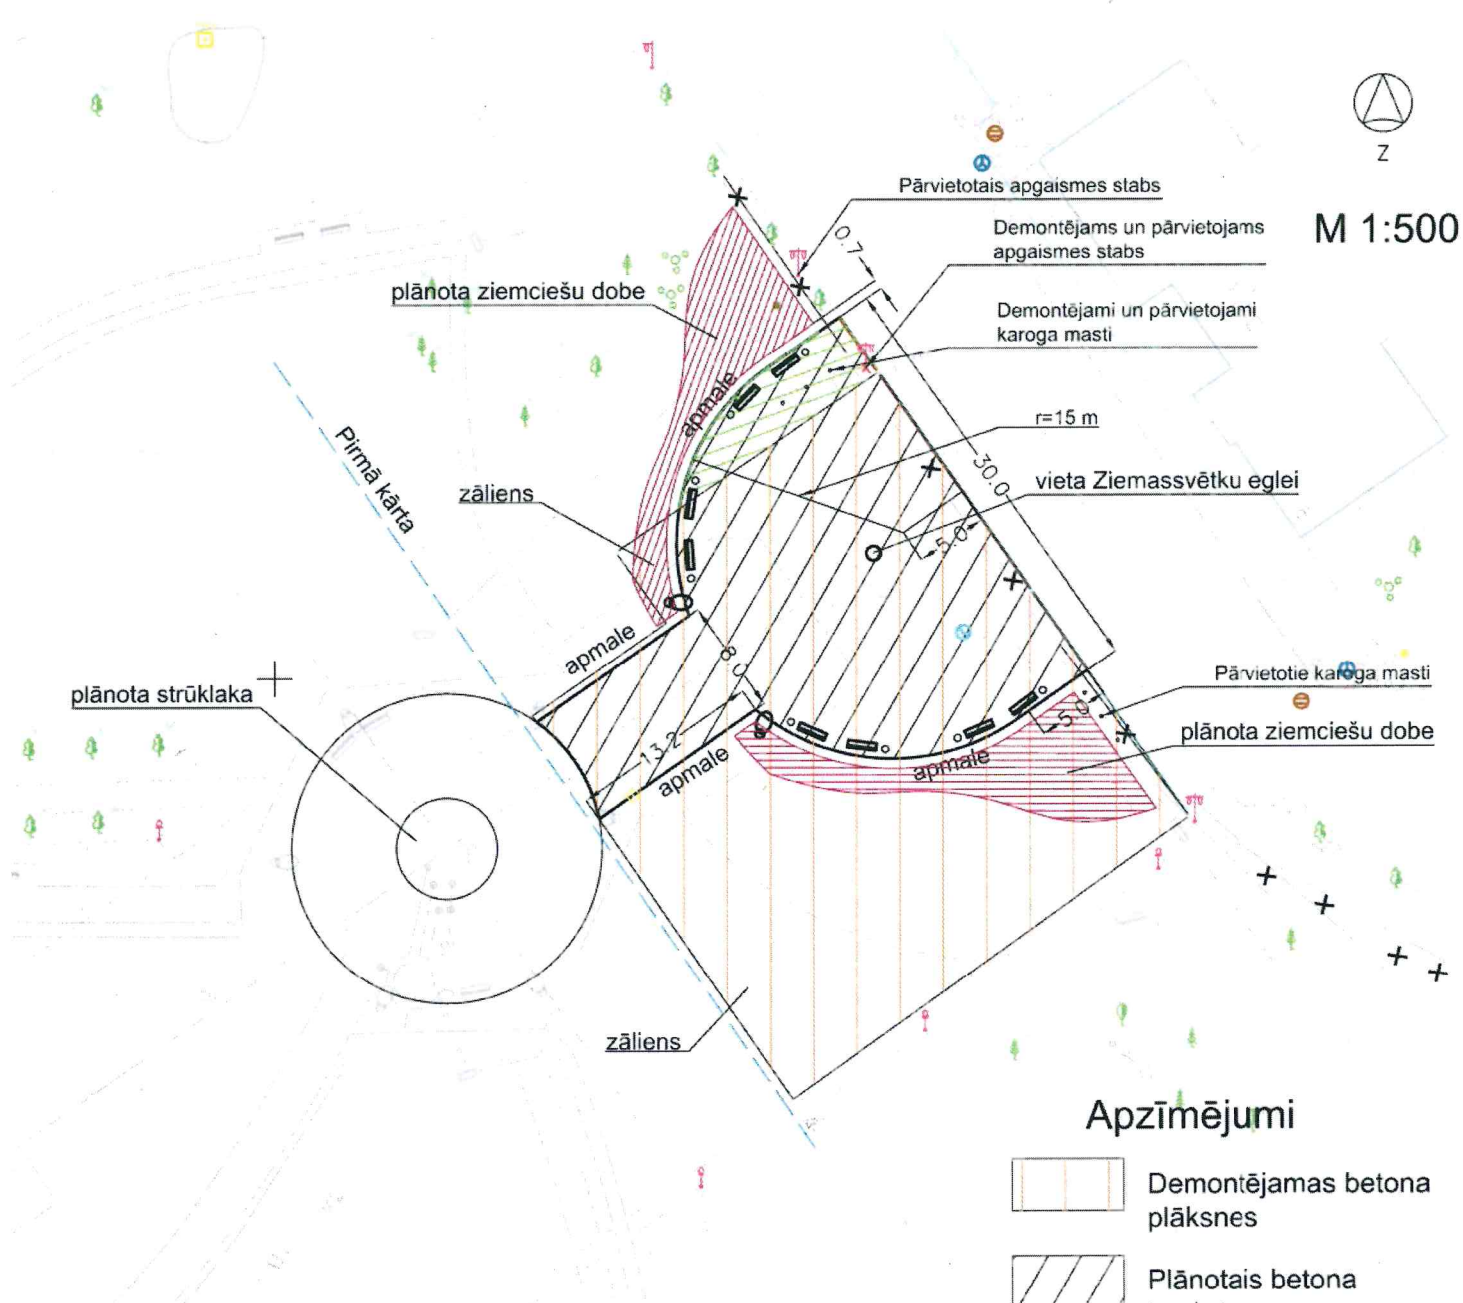 Z
Pārvietotais apgaismes stabs
M 1:500
Demontējams un pārvietojams
apgaismes stabs
0.7
plānota ziemciešu dobe
Demontējami un pārvietojami
karoga masti
apmale
r=15 m
Pirmā kārta
30.0
zāliens
vieta Ziemassvētku eglei
5.0
apmale
8.0
Pārvietotie karoga masti
plānota strūklaka
5.0
plānota ziemciešu dobe
13.2
apmale
apmale
zāliens
Apzīmējumi
Demontējamas betona
plāksnes
Plānotais betona